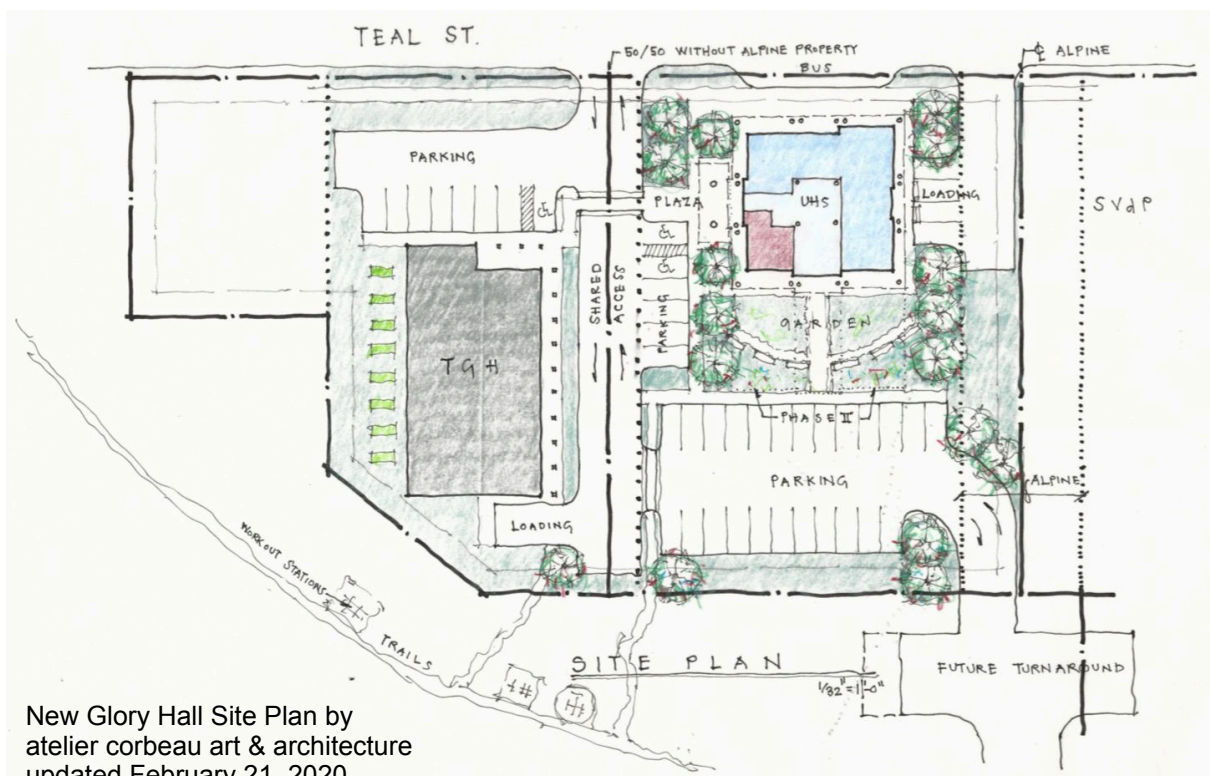 TEAL ST.
50/50 WITHOUT ALPINE PROPERTY
BUS
℄ ALPINE
PARKING
PLAZA
UHS
LOADING
SVdP
SHARED
ACCESS
PARKING
GARDEN
TGH
PHASE II
PARKING
ALPINE
LOADING
WORKOUT STATIONS
TRAILS
SITE PLAN
1/32"=1'-0"
FUTURE TURNAROUND
New Glory Hall Site Plan by
atelier corbeau art & architecture
updated February 21, 2020